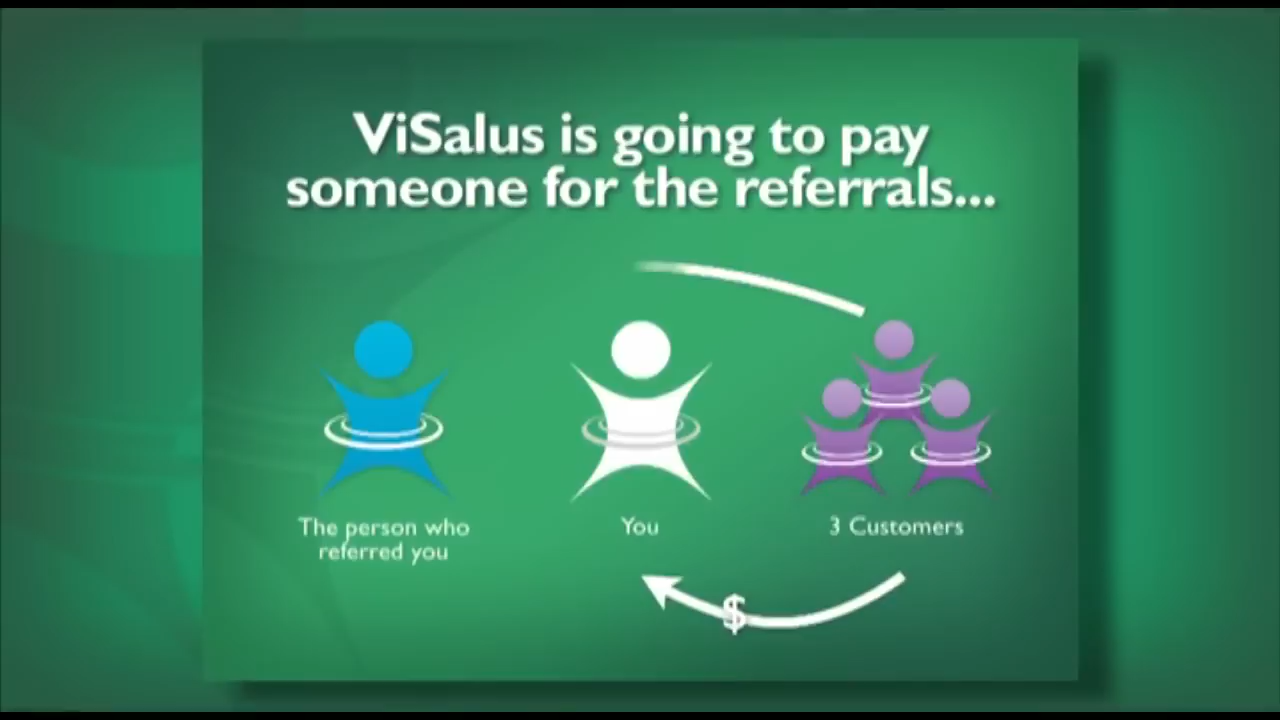 ViSalus is going to pay
someone for the referrals...
The person who
referred you
You
3 Customers
$